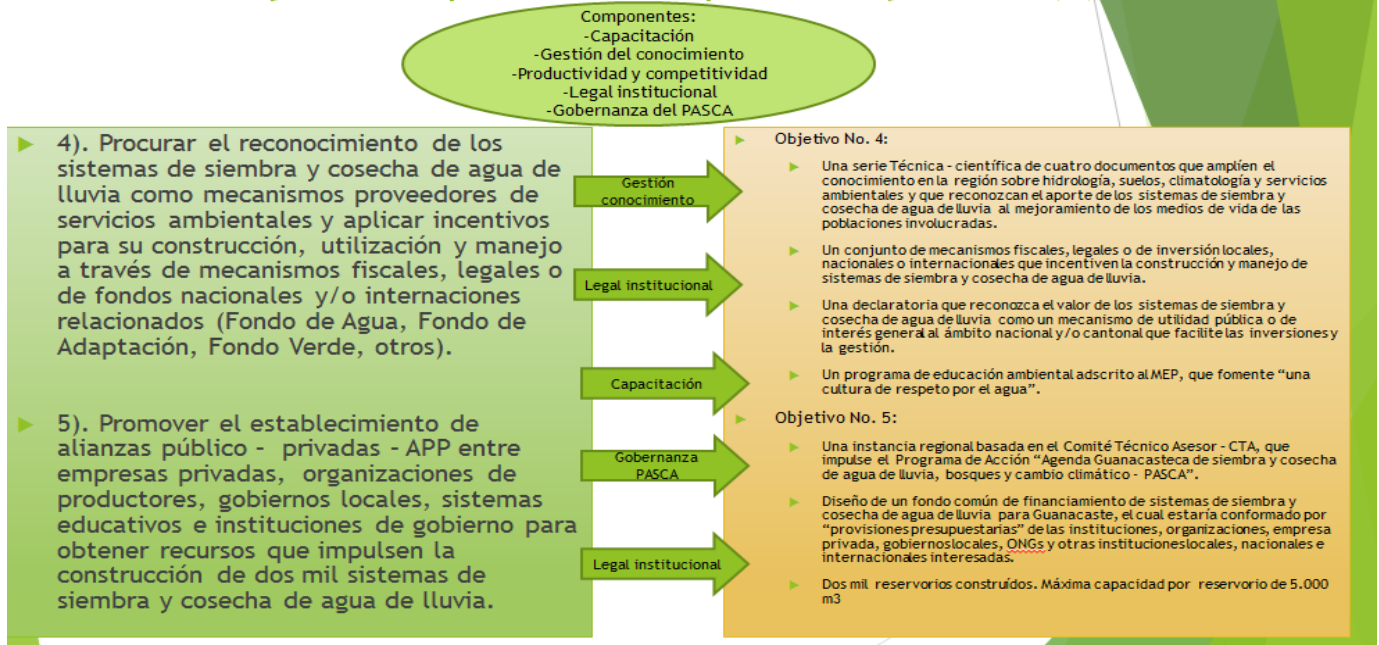 Componentes:
-Capacitación
-Gestión del conocimiento
-Productividad y competitividad
-Legal institucional
-Gobernanza del PASCA
4). Procurar el reconocimiento de los
sistemas de siembra y cosecha de agua de
lluvia como mecanismos proveedores de
servicios ambientales y aplicar incentivos
para su construcción, utilización y manejo
a través de mecanismos fiscales, legales o
de fondos nacionales y/o internaciones
relacionados (Fondo de Agua, Fondo de
Adaptación, Fondo Verde, otros).
5). Promover el establecimiento de
alianzas público - privadas - APP entre
empresas privadas, organizaciones de
productores, gobiernos locales, sistemas
educativos e instituciones de gobierno para
obtener recursos que impulsen la
construcción de dos mil sistemas de
siembra y cosecha de agua de lluvia.
Gestión
conocimiento
Legal institucional
Capacitación
Gobernanza
PASCA
Legal institucional
Objetivo No. 4:
Una serie Técnica - científica de cuatro documentos que amplíen el
conocimiento en la región sobre hidrología, suelos, climatología y servicios
ambientales y que reconozcan el aporte de los sistemas de siembra y
cosecha de agua de lluvia al mejoramiento de los medios de vida de las
poblaciones involucradas.
Un conjunto de mecanismos fiscales, legales o de inversión locales,
nacionales o internacionales que incentiven la construcción y manejo de
sistemas de siembra y cosecha de agua de lluvia.
Una declaratoria que reconozca el valor de los sistemas de siembra y
cosecha de agua de lluvia como un mecanismo de utilidad pública o de
interés general al ámbito nacional y/o cantonal que facilite las inversiones y
la gestión.
Un programa de educación ambiental adscrito al MEP, que fomente "una
cultura de respeto por el agua".
Objetivo No. 5:
Una instancia regional basada en el Comité Técnico Asesor - CTA, que
impulse el Programa de Acción "Agenda Guanacasteca de siembra y cosecha
de agua de lluvia, bosques y cambio climático - PASCA".
Diseño de un fondo común de financiamiento de sistemas de siembra y
cosecha de agua de lluvia para Guanacaste, el cual estaría conformado por
"provisiones presupuestarias" de las instituciones, organizaciones, empresa
privada, gobiernos locales, ONGs y otras instituciones locales, nacionales e
internacionales interesadas.
Dos mil reservorios construídos. Máxima capacidad por reservorio de 5.000
m3